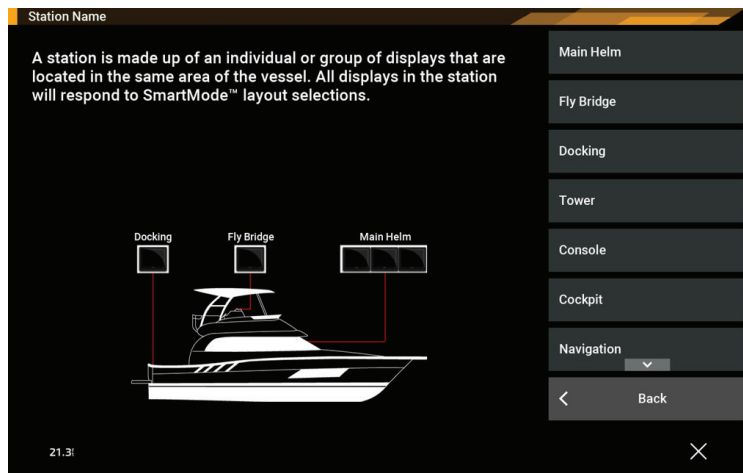 Station Name
A station is made up of an individual or group of displays that are
located in the same area of the vessel. All displays in the station
will respond to SmartMode™ layout selections.
Main Helm
Fly Bridge
Docking
Tower
Console
Cockpit
Navigation
Back
Docking
Fly Bridge
Main Helm
21.3